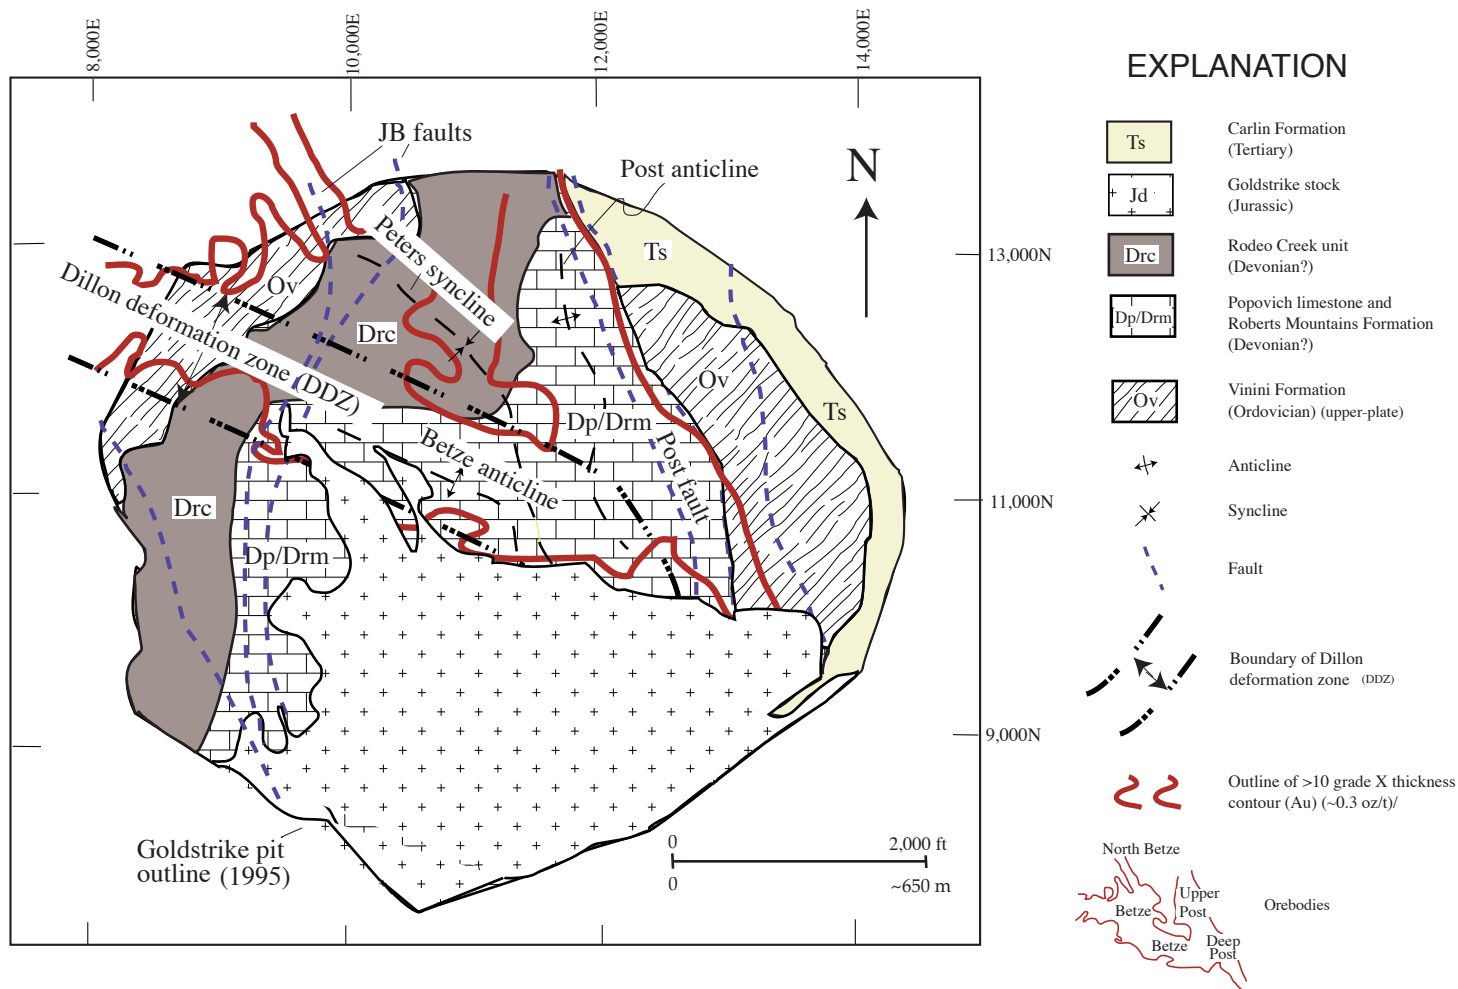 8,000E
10,000E
12,000E
14,000E
JB faults
Post anticline
N
Peters syncline
Ts
Ov
13,000N
Dillon deformation zone (DDZ)
Drc
Ov
Ts
Dp/Drm
Betze anticline
Post fault
Drc
11,000N
Dp/Drm
9,000N
Goldstrike pit
outline (1995)
0
2,000 ft
0
~650 m
EXPLANATION
Ts
Carlin Formation
(Tertiary)
Jd
Goldstrike stock
(Jurassic)
Drc
Rodeo Creek unit
(Devonian?)
Dp/Drm
Popovich limestone and
Roberts Mountains Formation
(Devonian?)
Ov
Vinini Formation
(Ordovician) (upper-plate)
Anticline
Syncline
Fault
Boundary of Dillon
deformation zone (DDZ)
Outline of >10 grade X thickness
contour (Au) (~0.3 oz/t)/
North Betze
Upper
Post
Betze
Betze
Deep
Post
Orebodies